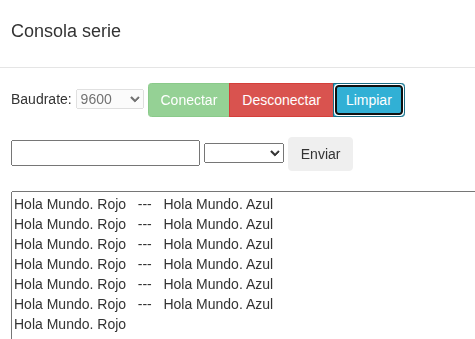 Consola serie
Baudrate: 9600 Conectar Desconectar Limpiar
Enviar
Hola Mundo. Rojo --- Hola Mundo. Azul
Hola Mundo. Rojo --- Hola Mundo. Azul
Hola Mundo. Rojo --- Hola Mundo. Azul
Hola Mundo. Rojo --- Hola Mundo. Azul
Hola Mundo. Rojo --- Hola Mundo. Azul
Hola Mundo. Rojo --- Hola Mundo. Azul
Hola Mundo. Rojo